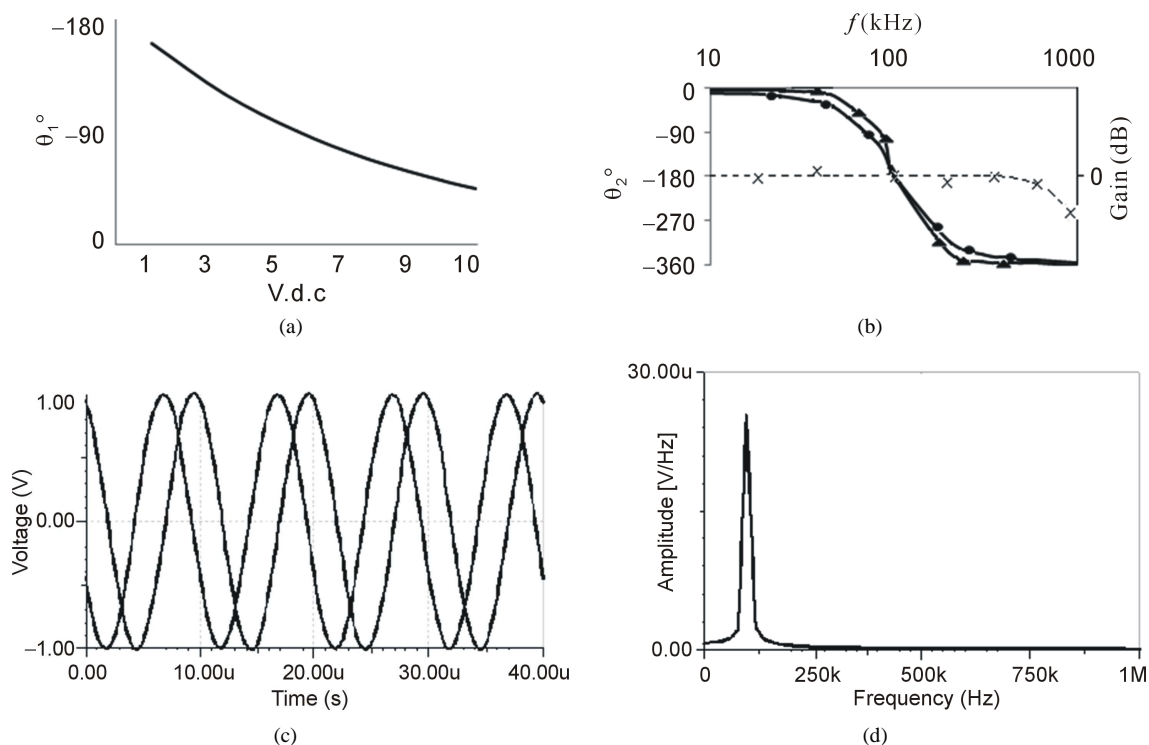 −180
θ₁°
−90
0
1 3 5 7 9 10
V.d.c
(a)
f(kHz)
10 100 1000
0
−90
θ₂°
−180
−270
−360
0
Gain (dB)
(b)
1.00
Voltage (V)
0.00
−1.00
0.00 10.00u 20.00u 30.00u 40.00u
Time (s)
(c)
30.00u
Amplitude [V/Hz]
0.00
0 250k 500k 750k 1M
Frequency (Hz)
(d)